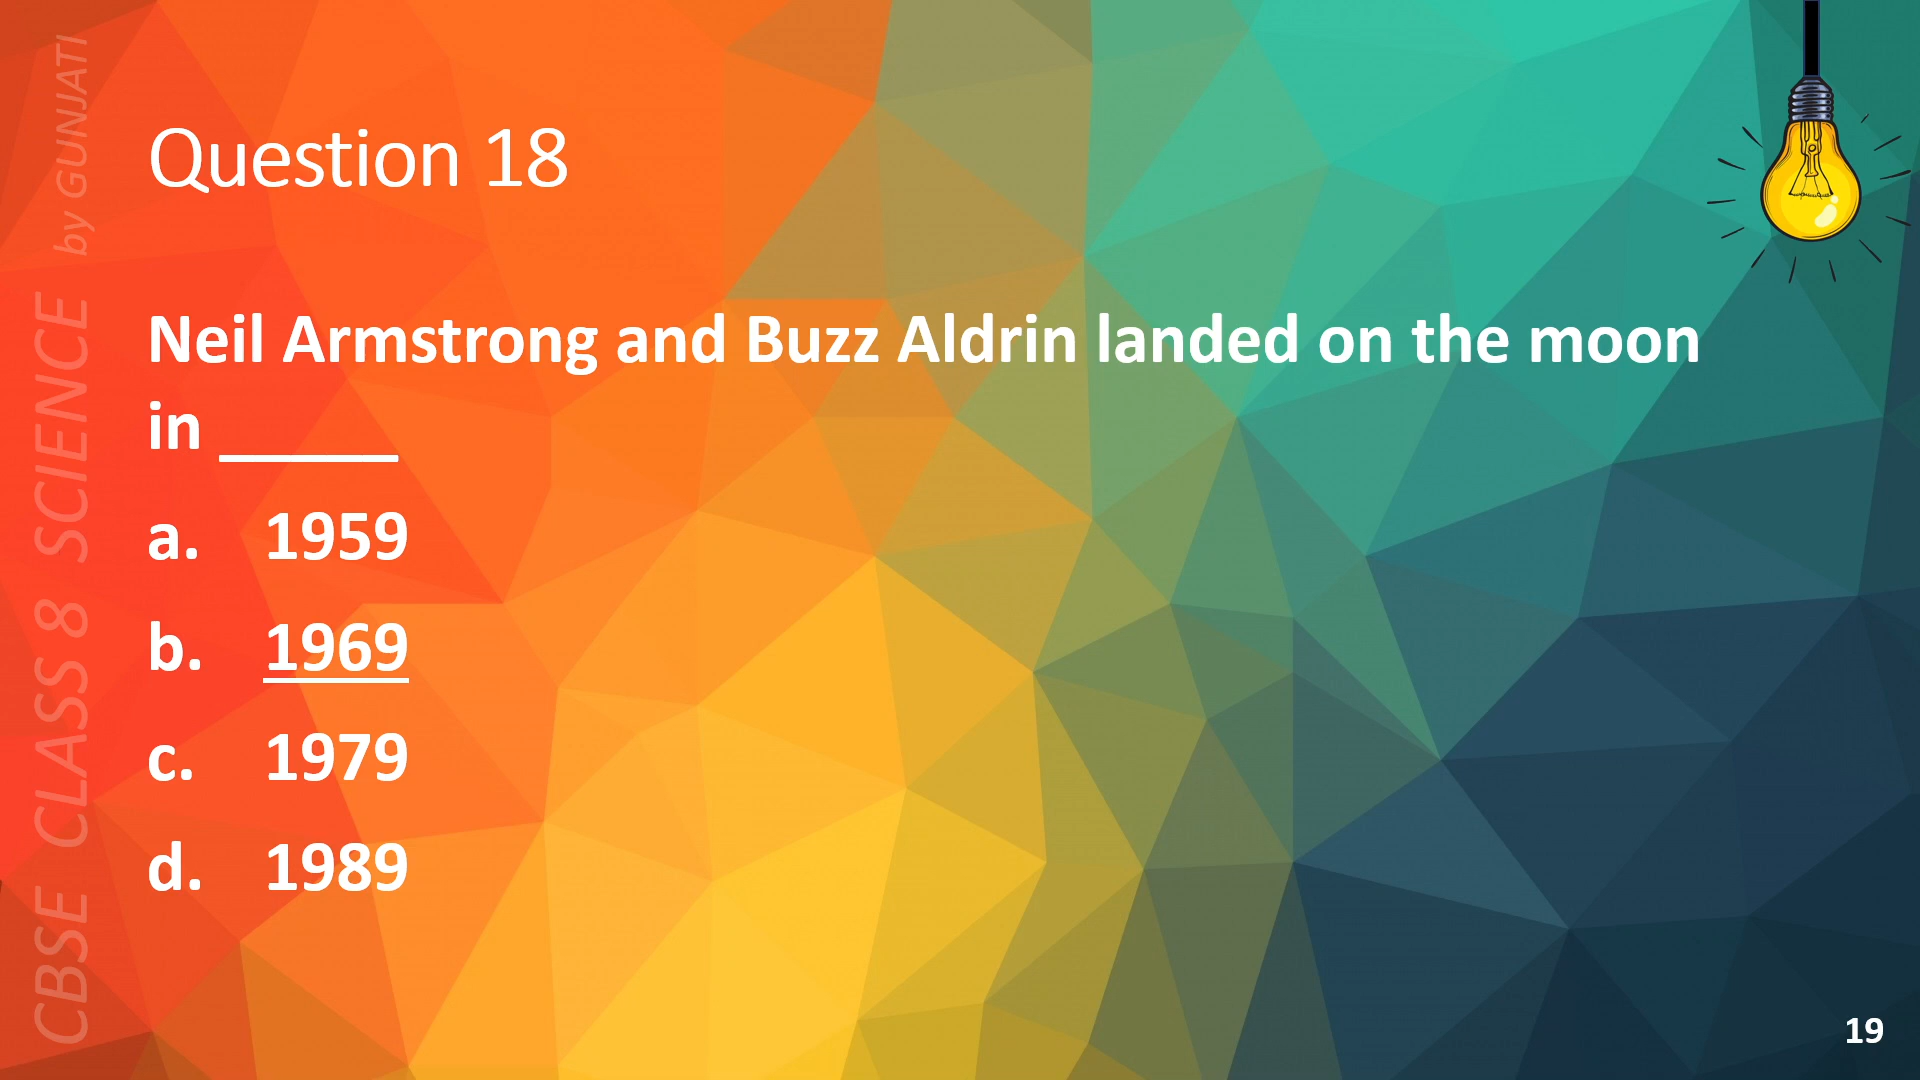 Question 18
Neil Armstrong and Buzz Aldrin landed on the moon
in ______
a. 1959
b. 1969
c. 1979
d. 1989
19
CBSE CLASS 8 SCIENCE by GUNJATI